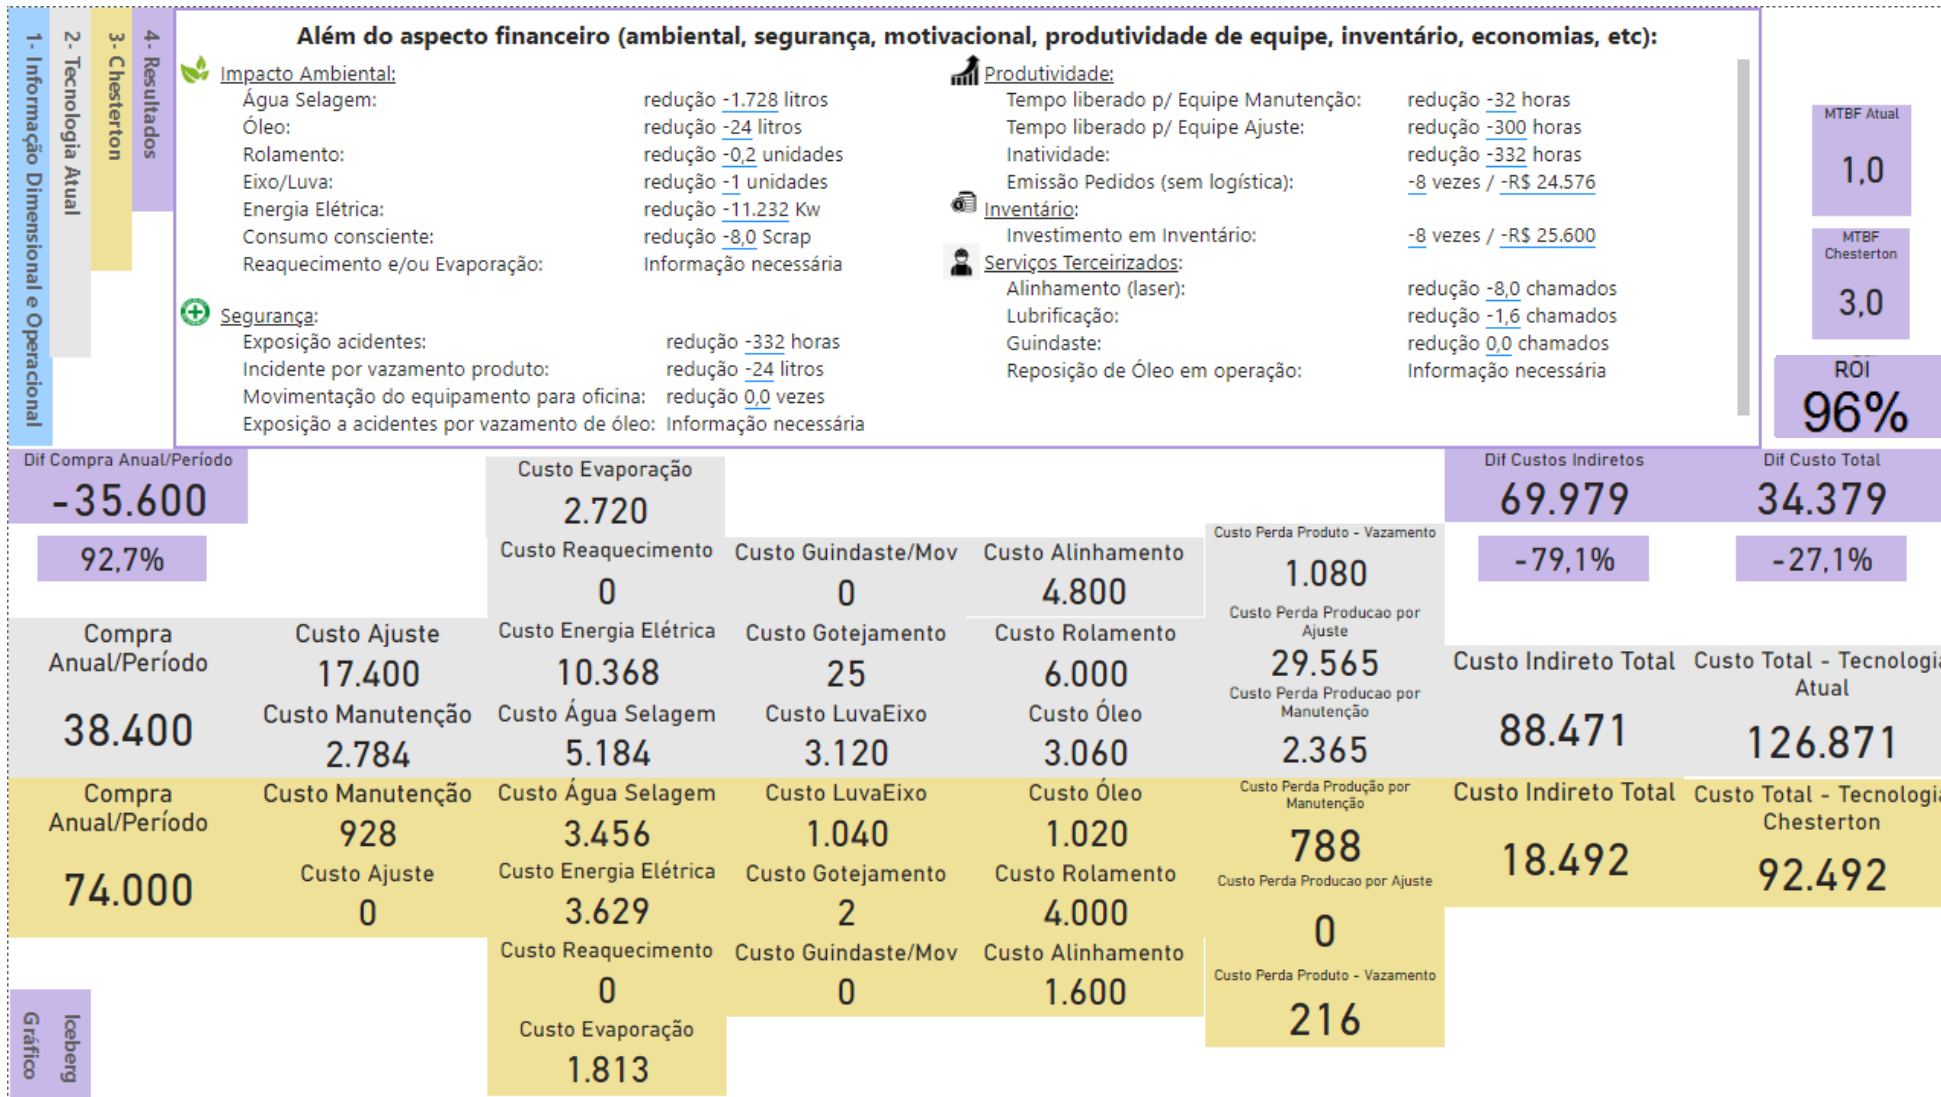 1- Informação Dimensional e Operacional
2- Tecnologia Atual
3- Chesterton
4- Resultados
Além do aspecto financeiro (ambiental, segurança, motivacional, produtividade de equipe, inventário, economias, etc):
Impacto Ambiental:
Água Selagem: redução -1.728 litros
Óleo: redução -24 litros
Rolamento: redução -0,2 unidades
Eixo/Luva: redução -1 unidades
Energia Elétrica: redução -11.232 Kw
Consumo consciente: redução -8,0 Scrap
Reaquecimento e/ou Evaporação: Informação necessária
Segurança:
Exposição acidentes: redução -332 horas
Incidente por vazamento produto: redução -24 litros
Movimentação do equipamento para oficina: redução 0,0 vezes
Exposição a acidentes por vazamento de óleo: Informação necessária
Produtividade:
Tempo liberado p/ Equipe Manutenção: redução -32 horas
Tempo liberado p/ Equipe Ajuste: redução -300 horas
Inatividade: redução -332 horas
Emissão Pedidos (sem logística): -8 vezes / -R$ 24.576
Inventário:
Investimento em Inventário: -8 vezes / -R$ 25.600
Serviços Terceirizados:
Alinhamento (laser): redução -8,0 chamados
Lubrificação: redução -1,6 chamados
Guindaste: redução 0,0 chamados
Reposição de Óleo em operação: Informação necessária
MTBF Atual
1,0
MTBF
Chesterton
3,0
ROI
96%
Dif Compra Anual/Período
-35.600
92,7%
Custo Evaporação
2.720
Dif Custos Indiretos
69.979
-79,1%
Dif Custo Total
34.379
-27,1%
Custo Reaquecimento
0
Custo Guindaste/Mov
0
Custo Alinhamento
4.800
Custo Perda Produto - Vazamento
1.080
Compra
Anual/Período
38.400
Custo Ajuste
17.400
Custo Energia Elétrica
10.368
Custo Gotejamento
25
Custo Rolamento
6.000
Custo Perda Producao por
Ajuste
29.565
Custo Manutenção
2.784
Custo Água Selagem
5.184
Custo LuvaEixo
3.120
Custo Óleo
3.060
Custo Perda Producao por
Manutenção
2.365
Custo Indireto Total
88.471
Custo Total - Tecnologia
Atual
126.871
Compra
Anual/Período
74.000
Custo Manutenção
928
Custo Água Selagem
3.456
Custo LuvaEixo
1.040
Custo Óleo
1.020
Custo Perda Produção por
Manutenção
788
Custo Indireto Total
18.492
Custo Total - Tecnologia
Chesterton
92.492
Custo Ajuste
0
Custo Energia Elétrica
3.629
Custo Gotejamento
2
Custo Rolamento
4.000
Custo Perda Producao por Ajuste
0
Custo Reaquecimento
0
Custo Guindaste/Mov
0
Custo Alinhamento
1.600
Custo Perda Produto - Vazamento
216
Custo Evaporação
1.813
Iceberg
Gráfico